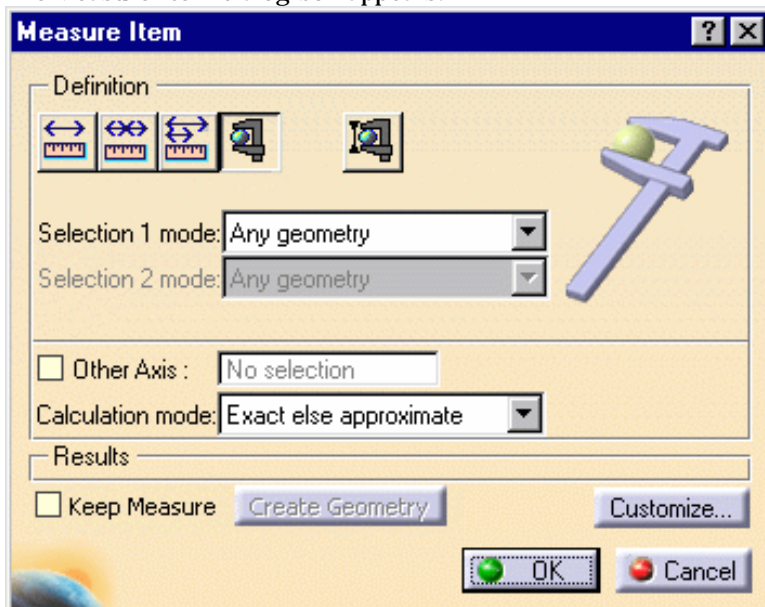 Measure Item
Definition
Selection 1 mode: Any geometry
Selection 2 mode: Any geometry
Other Axis : No selection
Calculation mode: Exact else approximate
Results
Keep Measure Create Geometry Customize...
OK Cancel